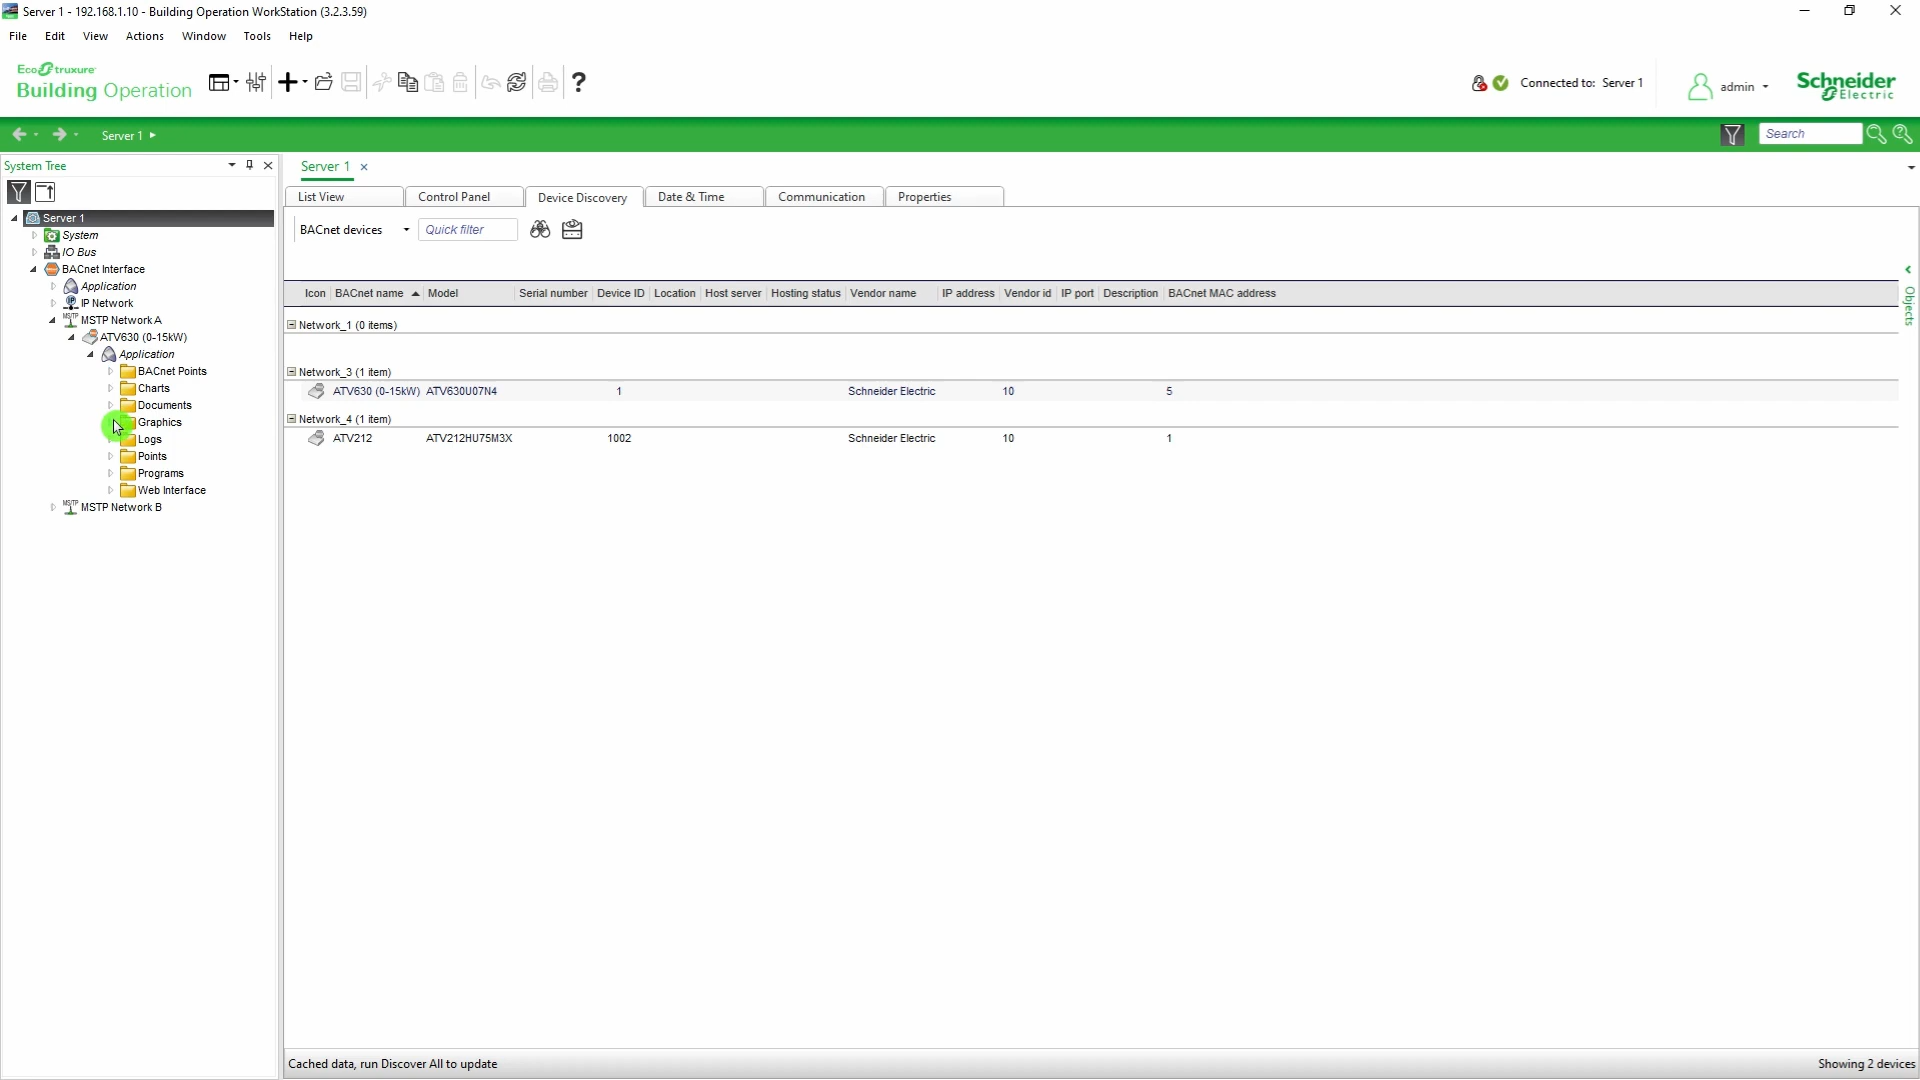 Server 1 - 192.168.1.10 - Building Operation WorkStation (3.2.3.59)
File Edit View Actions Window Tools Help
EcoStruxure
Building Operation
Connected to: Server 1
admin
Schneider
Electric
Server 1
Search
System Tree
Server 1
System
IO Bus
BACnet Interface
Application
IP Network
MSTP Network A
ATV630 (0-15kW)
Application
BACnet Points
Charts
Documents
Graphics
Logs
Points
Programs
Web Interface
MSTP Network B
Server 1
List View Control Panel Device Discovery Date & Time Communication Properties
BACnet devices Quick filter
Icon BACnet name Model Serial number Device ID Location Host server Hosting status Vendor name IP address Vendor id IP port Description BACnet MAC address
Network_1 (0 items)
Network_3 (1 item)
ATV630 (0-15kW) ATV630U07N4 1 Schneider Electric 10 5
Network_4 (1 item)
ATV212 ATV212HU75M3X 1002 Schneider Electric 10 1
Objects
Cached data, run Discover All to update
Showing 2 devices